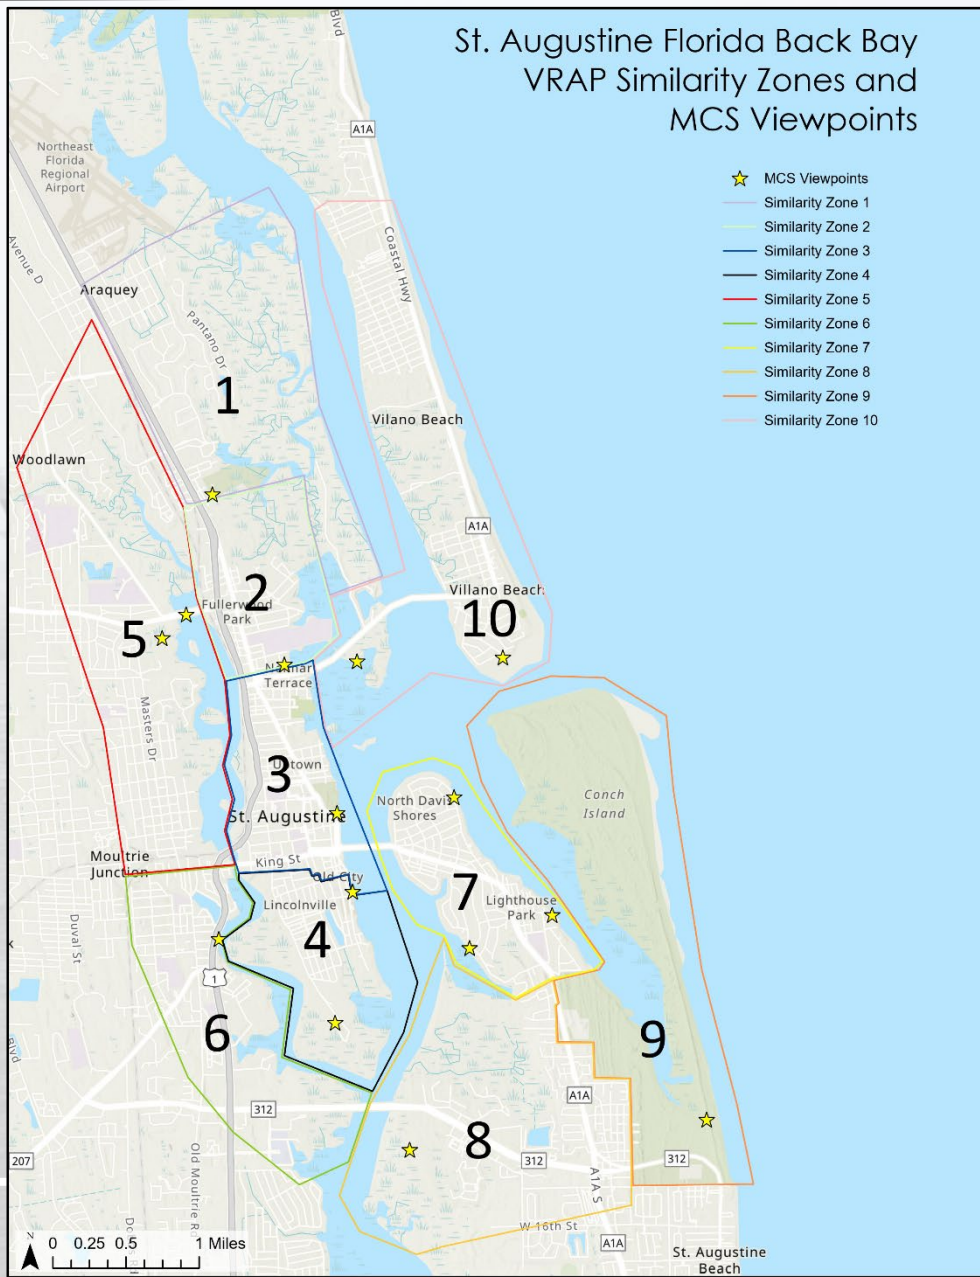 St. Augustine Florida Back Bay
VRAP Similarity Zones and
MCS Viewpoints
MCS Viewpoints
Similarity Zone 1
Similarity Zone 2
Similarity Zone 3
Similarity Zone 4
Similarity Zone 5
Similarity Zone 6
Similarity Zone 7
Similarity Zone 8
Similarity Zone 9
Similarity Zone 10
Blvd
A1A
Northeast
Florida
Regional
Airport
Avenue D
Coastal Hwy
Araquey
Pantano Dr
1
Vilano Beach
Woodlawn
A1A
2
Fullerwood
Park
Villano Beach
10
5
Terrace
Masters Dr
3
Uptown
St. Augustine
North Davis
Shores
Conch
Island
Moultrie
Junction
King St
Old City
Lincolnville
7
Lighthouse
Park
4
Duval St
1
6
9
Blvd
312
A1A
8
312
312
207
Old Moultrie Rd
A1A S
W 16th St
A1A
St. Augustine
Beach
N
0 0.25 0.5 1 Miles